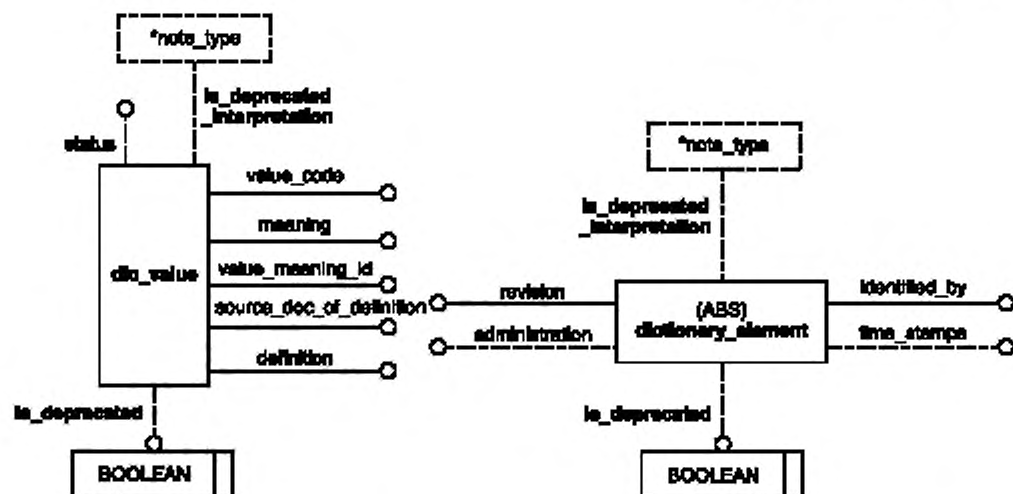 *note_type
is_deprecated
_interpretation
status
value_code
meaning
dic_value
value_meaning_id
source_doc_of_definition
definition
is_deprecated
BOOLEAN
*note_type
is_deprecated
_interpretation
revision
identified_by
(ABS)
dictionary_element
administration
time_stamps
is_deprecated
BOOLEAN